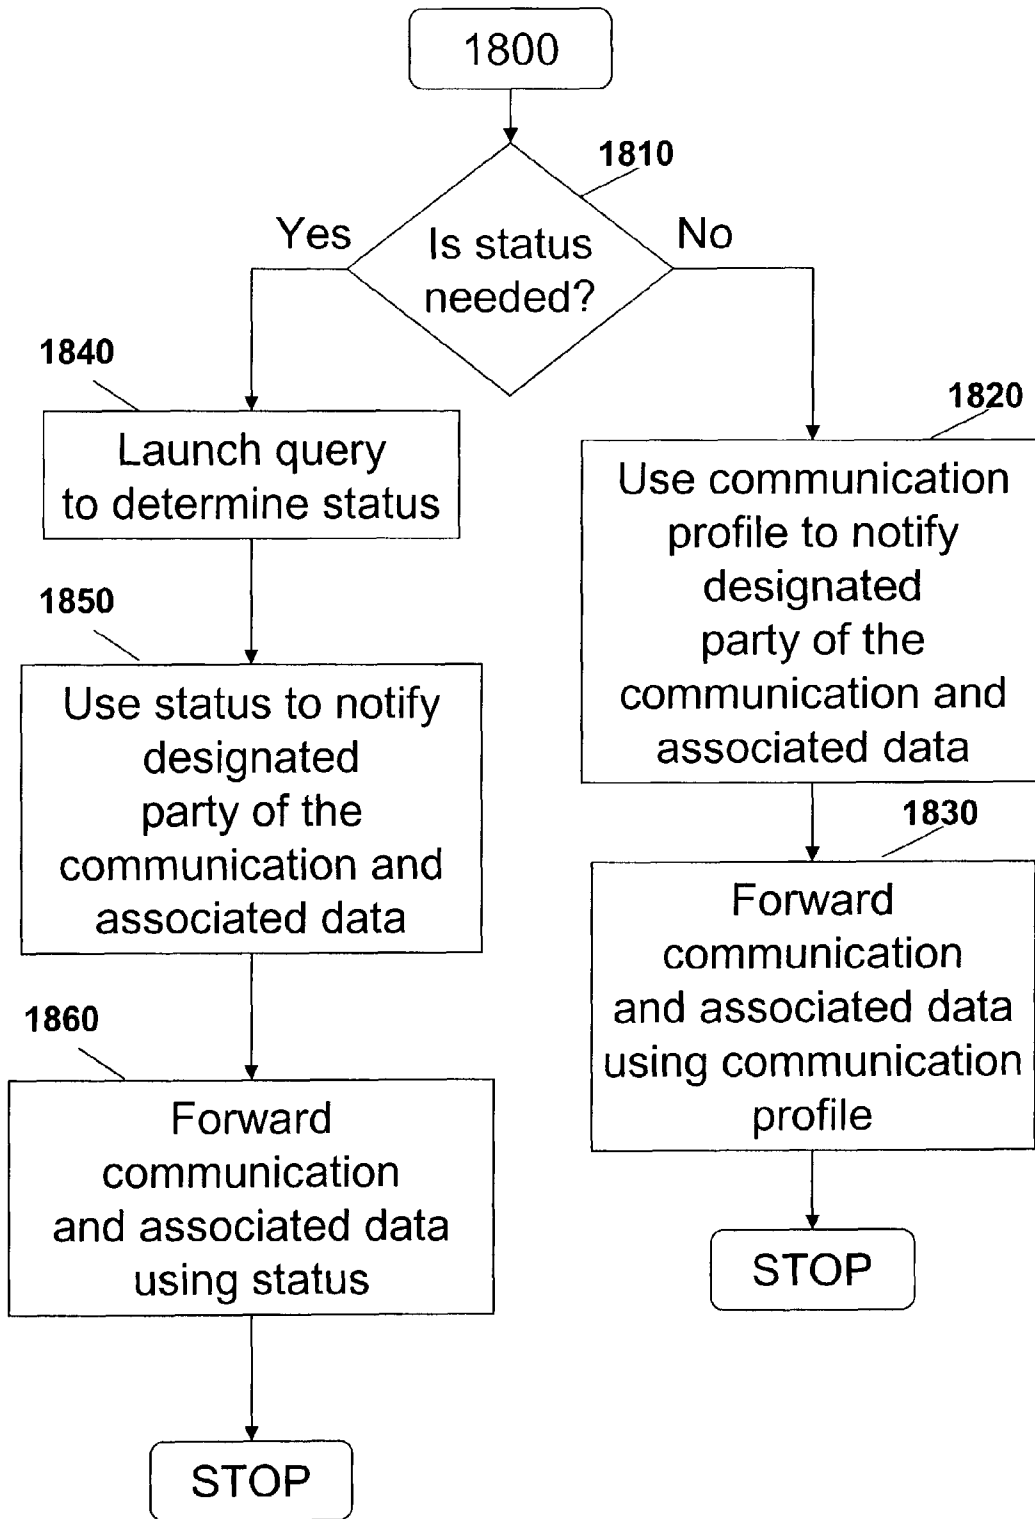 1800
1810
Is status
needed?
Yes
No
1840
Launch query
to determine status
1850
Use status to notify
designated
party of the
communication and
associated data
1860
Forward
communication
and associated data
using status
STOP
1820
Use communication
profile to notify
designated
party of the
communication and
associated data
1830
Forward
communication
and associated data
using communication
profile
STOP